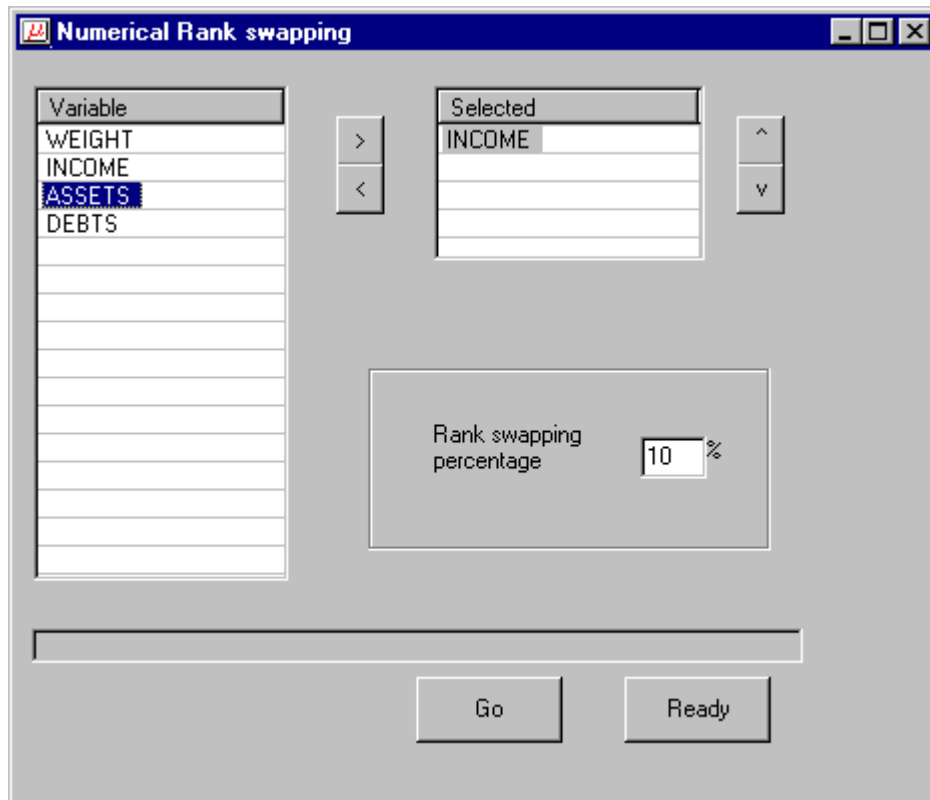 μ Numerical Rank swapping
Variable
WEIGHT
INCOME
ASSETS
DEBTS
>
<
Selected
INCOME
^
v
Rank swapping
percentage
10 %
Go
Ready